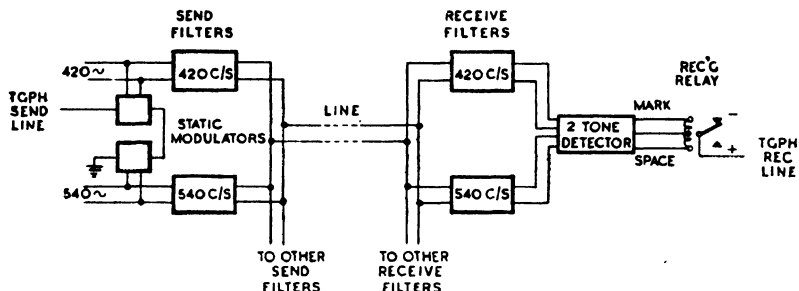 SEND
FILTERS
RECEIVE
FILTERS
420~
420 C/S
420 C/S
REC'G
RELAY
TGPH
SEND
LINE
STATIC
MODULATORS
LINE
2 TONE
DETECTOR
MARK
SPACE
−
+
TGPH
REC
LINE
540~
540 C/S
540 C/S
TO OTHER
SEND
FILTERS
TO OTHER
RECEIVE
FILTERS